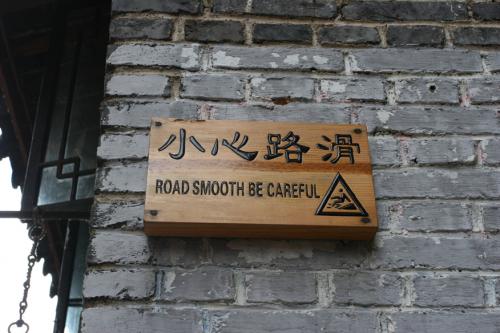 小心路滑
ROAD SMOOTH BE CAREFUL